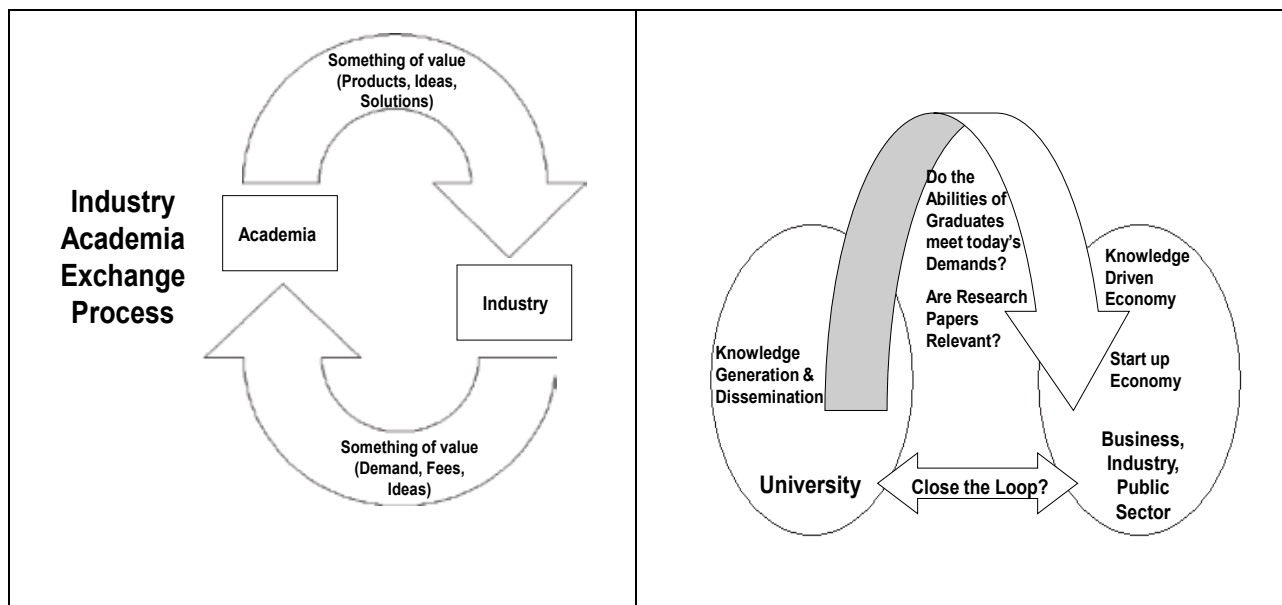 Something of value
(Products, Ideas,
Solutions)
Industry
Academia
Exchange
Process
Academia
Industry
Something of value
(Demand, Fees,
Ideas)
Do the
Abilities of
Graduates
meet today's
Demands?
Are Research
Papers
Relevant?
Knowledge
Driven
Economy
Knowledge
Generation &
Dissemination
Start up
Economy
University
Close the Loop?
Business,
Industry,
Public
Sector